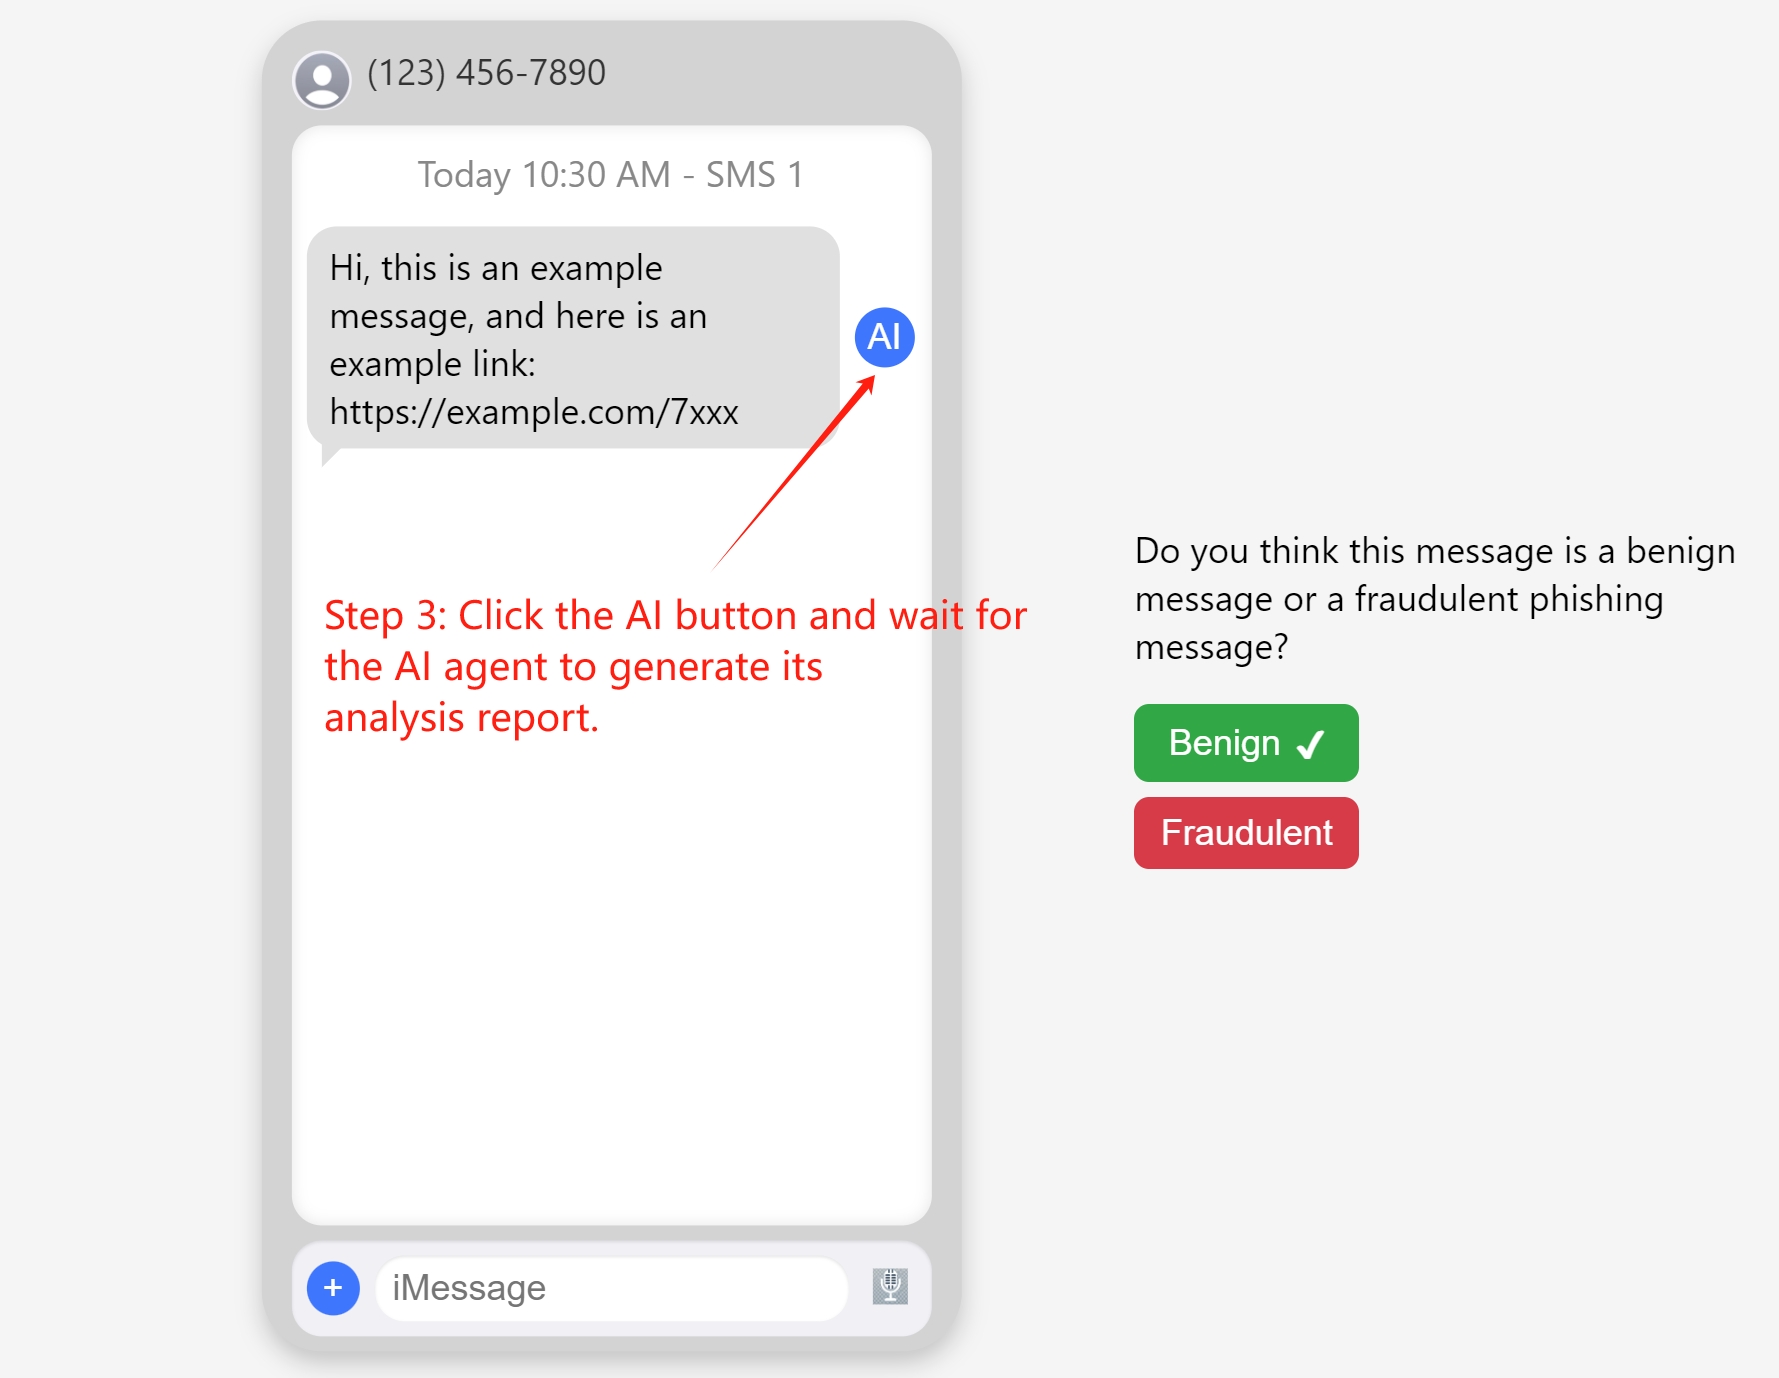 (123) 456-7890
Today 10:30 AM - SMS 1
Hi, this is an example
message, and here is an
example link:
https://example.com/7xxx
AI
Step 3: Click the AI button and wait for
the AI agent to generate its
analysis report.
Do you think this message is a benign
message or a fraudulent phishing
message?
Benign ✔
Fraudulent
+
iMessage